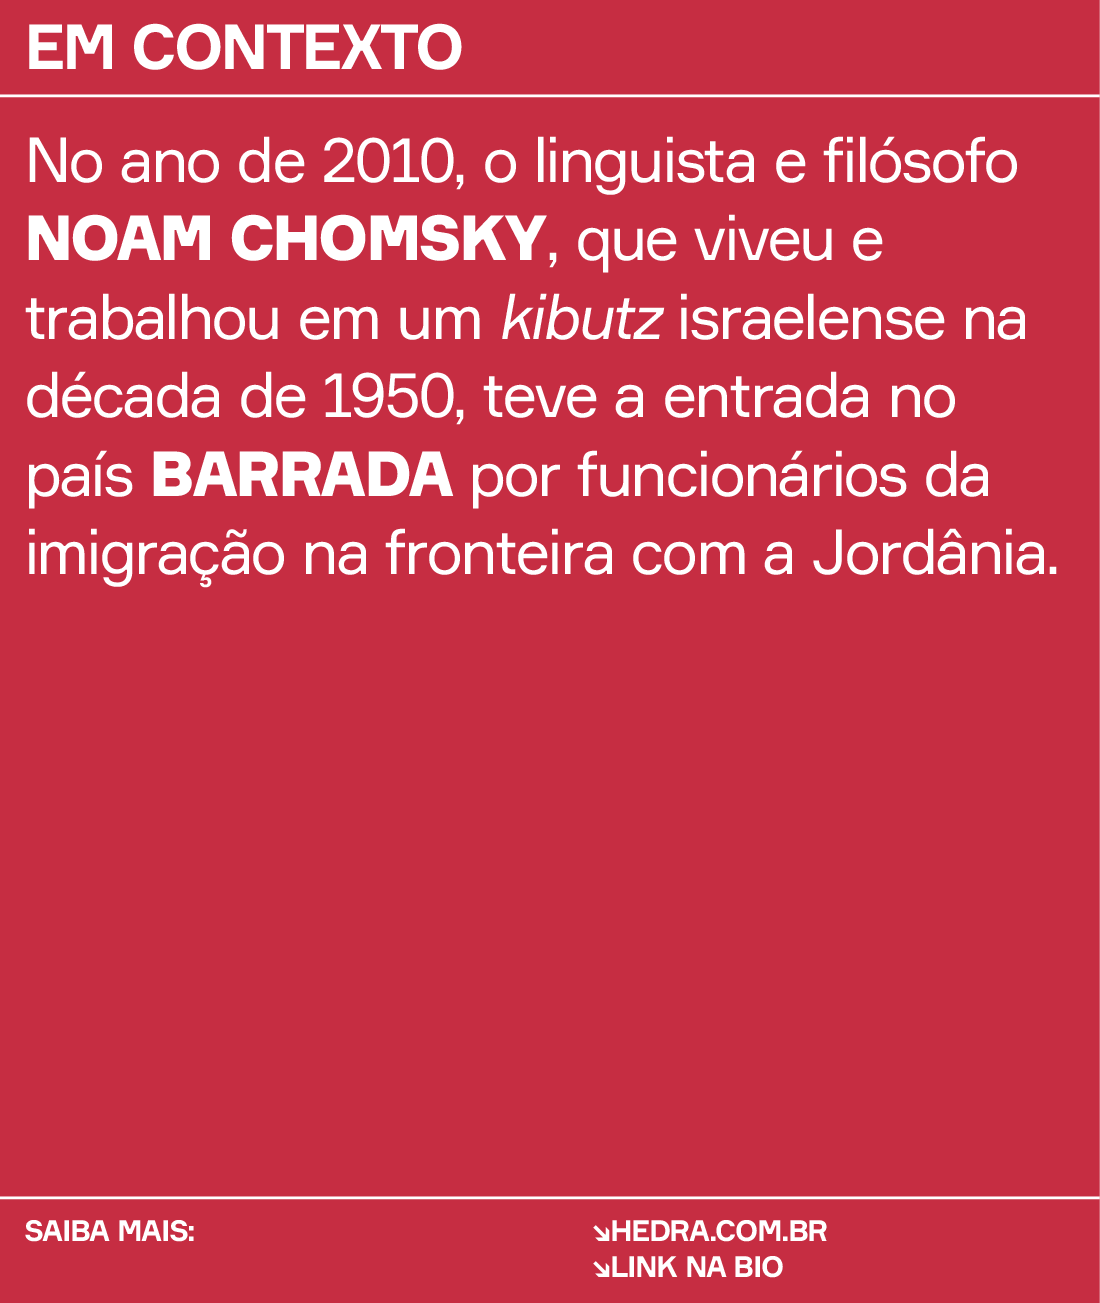 EM CONTEXTO
No ano de 2010, o linguista e filósofo
NOAM CHOMSKY, que viveu e
trabalhou em um kibutz israelense na
década de 1950, teve a entrada no
país BARRADA por funcionários da
imigração na fronteira com a Jordânia.
SAIBA MAIS:
↘HEDRA.COM.BR
↘LINK NA BIO